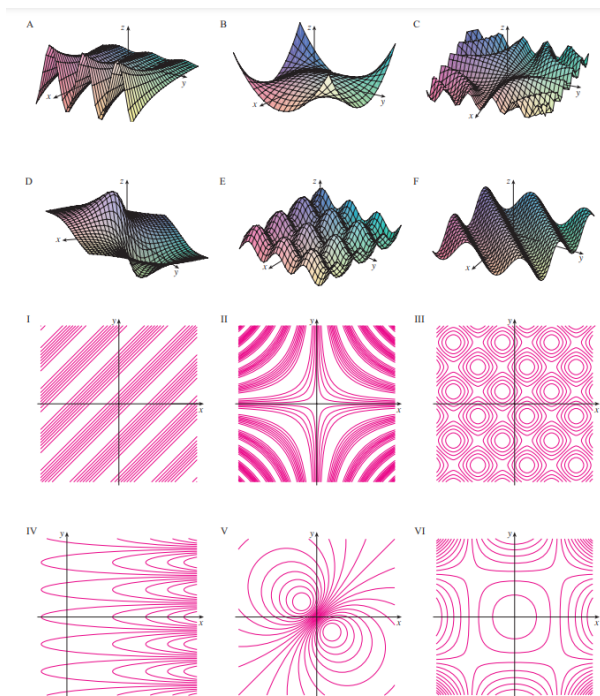 A z B z C z
x y x y x y
D z E z F z
x y x y x y
I y II y III y
x x x
IV y V y VI y
x x x